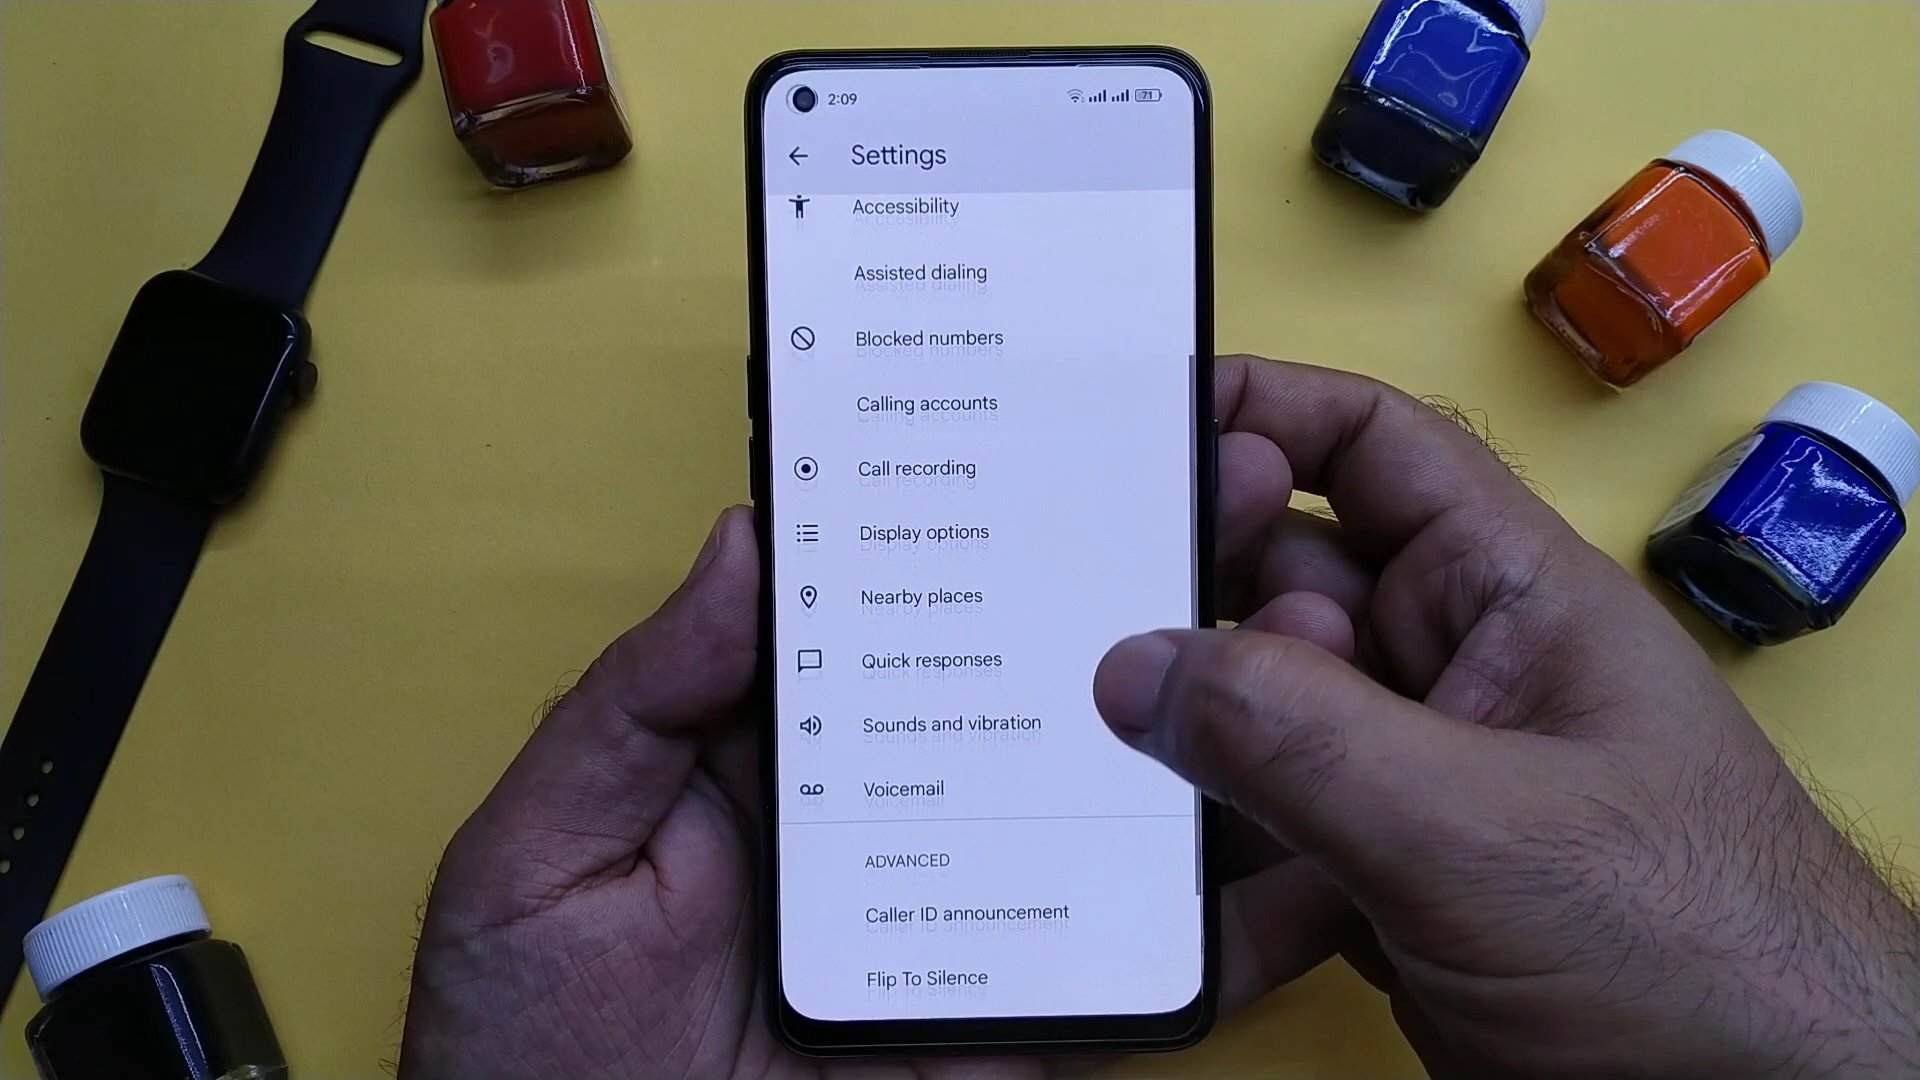 2:09
71
Settings
Accessibility
Assisted dialing
Blocked numbers
Calling accounts
Call recording
Display options
Nearby places
Quick responses
Sounds and vibration
Voicemail
ADVANCED
Caller ID announcement
Flip To Silence